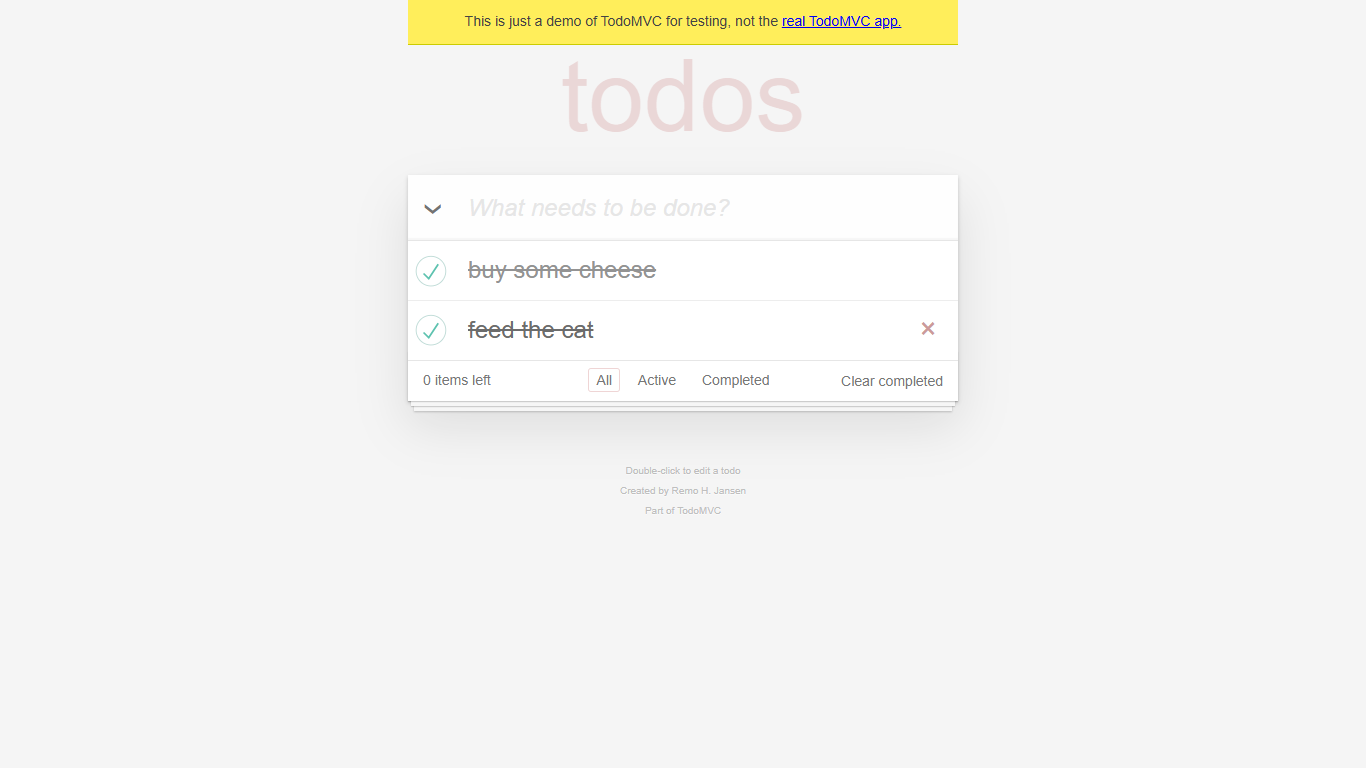 This is just a demo of TodoMVC for testing, not the real TodoMVC app.
todos
What needs to be done?
buy some cheese
feed the cat
0 items left All Active Completed Clear completed
Double-click to edit a todo
Created by Remo H. Jansen
Part of TodoMVC